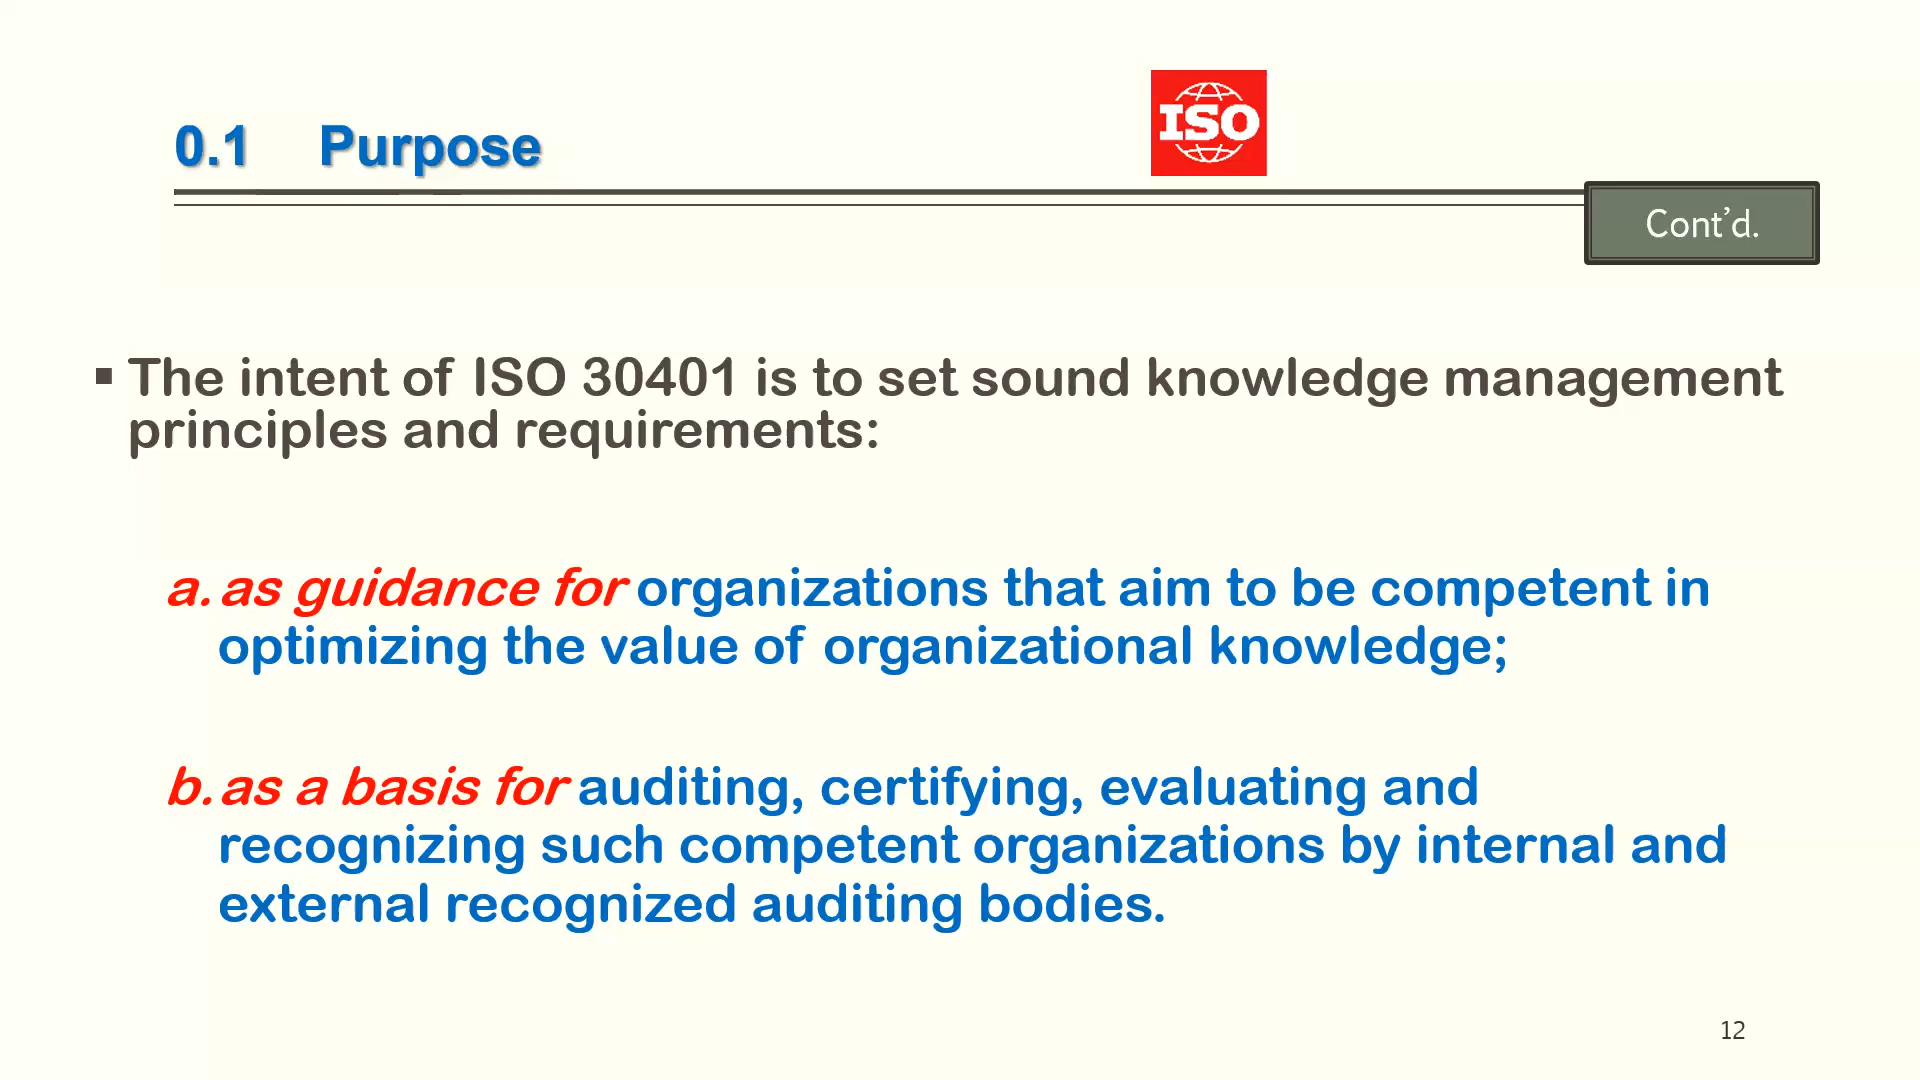 0.1 Purpose
ISO
Cont’d.
▪ The intent of ISO 30401 is to set sound knowledge management
principles and requirements:
a. as guidance for organizations that aim to be competent in
optimizing the value of organizational knowledge;
b. as a basis for auditing, certifying, evaluating and
recognizing such competent organizations by internal and
external recognized auditing bodies.
12